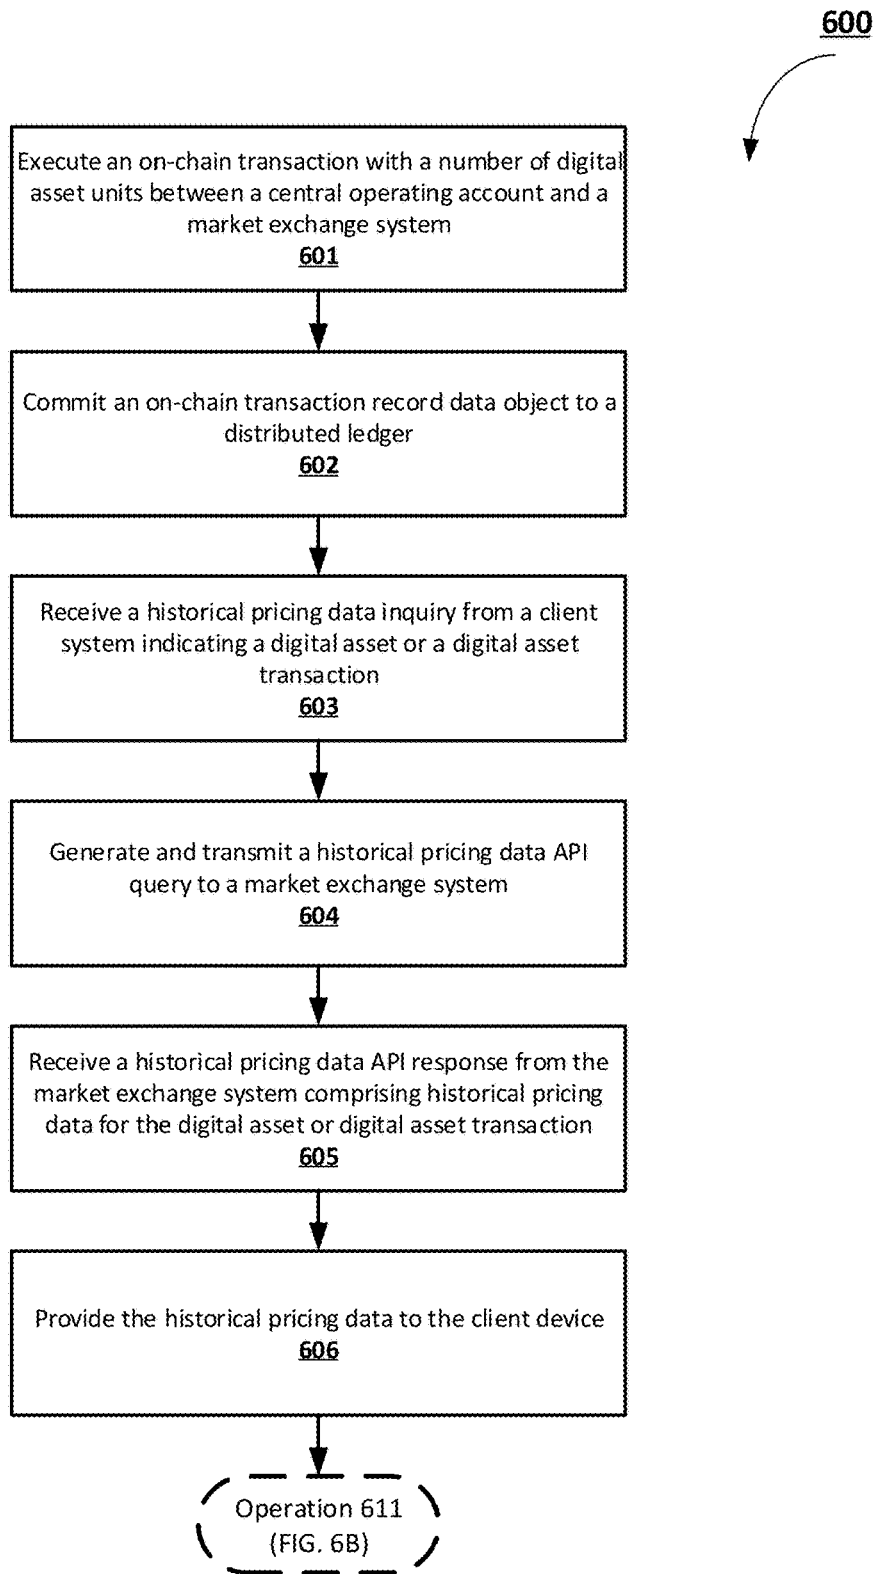 600
Execute an on-chain transaction with a number of digital
asset units between a central operating account and a
market exchange system
601
Commit an on-chain transaction record data object to a
distributed ledger
602
Receive a historical pricing data inquiry from a client
system indicating a digital asset or a digital asset
transaction
603
Generate and transmit a historical pricing data API
query to a market exchange system
604
Receive a historical pricing data API response from the
market exchange system comprising historical pricing
data for the digital asset or digital asset transaction
605
Provide the historical pricing data to the client device
606
Operation 611
(FIG. 6B)